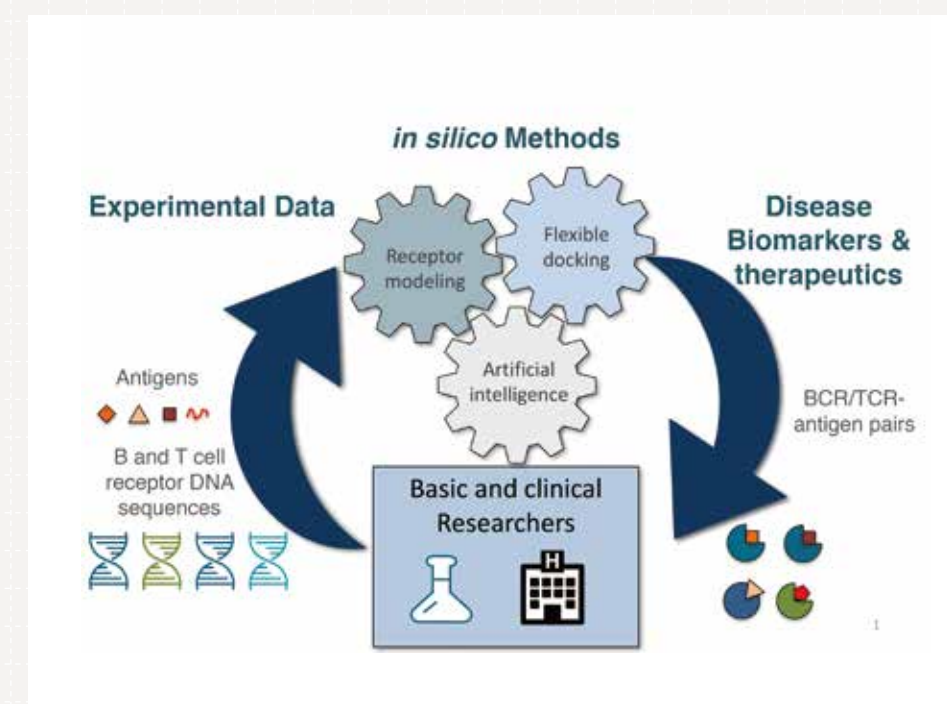 in silico Methods
Experimental Data
Disease
Biomarkers &
therapeutics
Receptor
modeling
Flexible
docking
Artificial
intelligence
Antigens
B and T cell
receptor DNA
sequences
BCR/TCR-
antigen pairs
Basic and clinical
Researchers
H
1